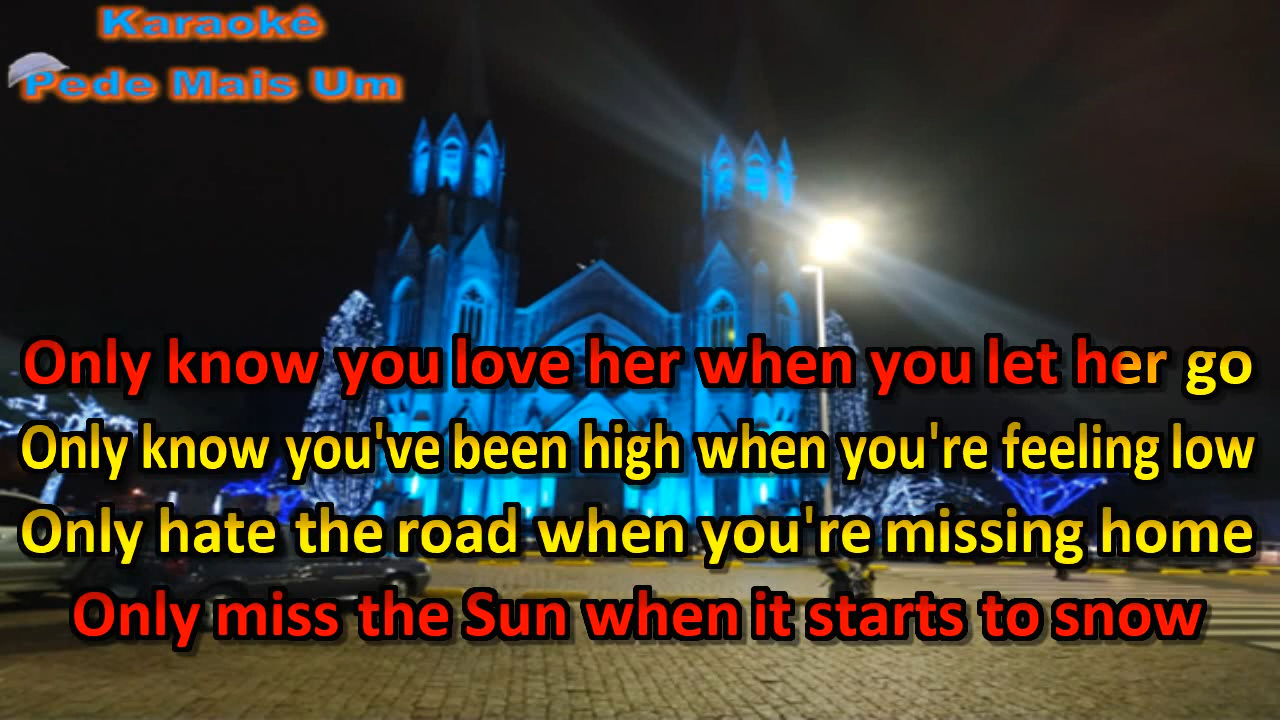 Karaokê
Pede Mais Um
Only know you love her when you let her go
Only know you've been high when you're feeling low
Only hate the road when you're missing home
Only miss the Sun when it starts to snow